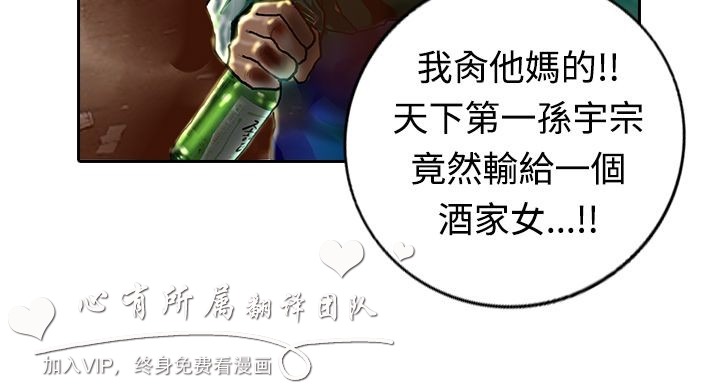 我肏他媽的!!
天下第一孫宇宗
竟然輸給一個
酒家女...!!
心有所属翻译团队
加入VIP，终身免费看漫画